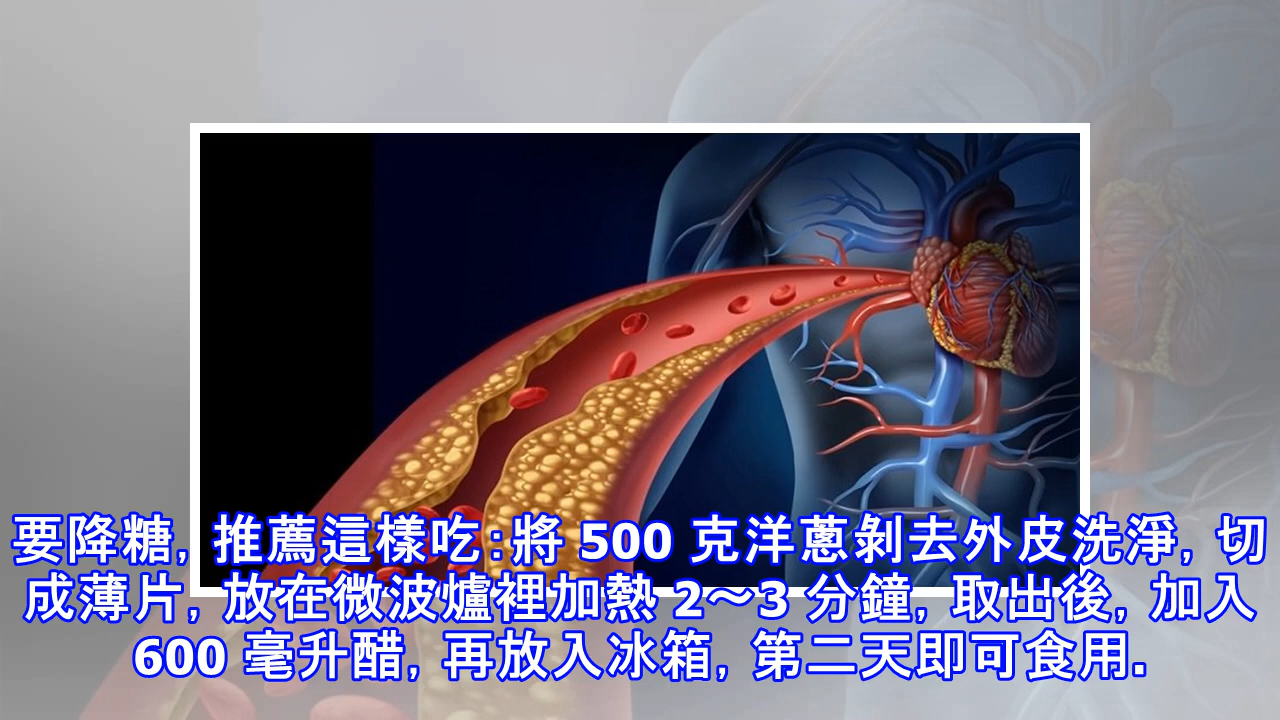 要降糖, 推薦這樣吃:將 500 克洋蔥剝去外皮洗淨, 切
成薄片, 放在微波爐裡加熱 2～3 分鐘, 取出後, 加入
600 毫升醋, 再放入冰箱, 第二天即可食用.